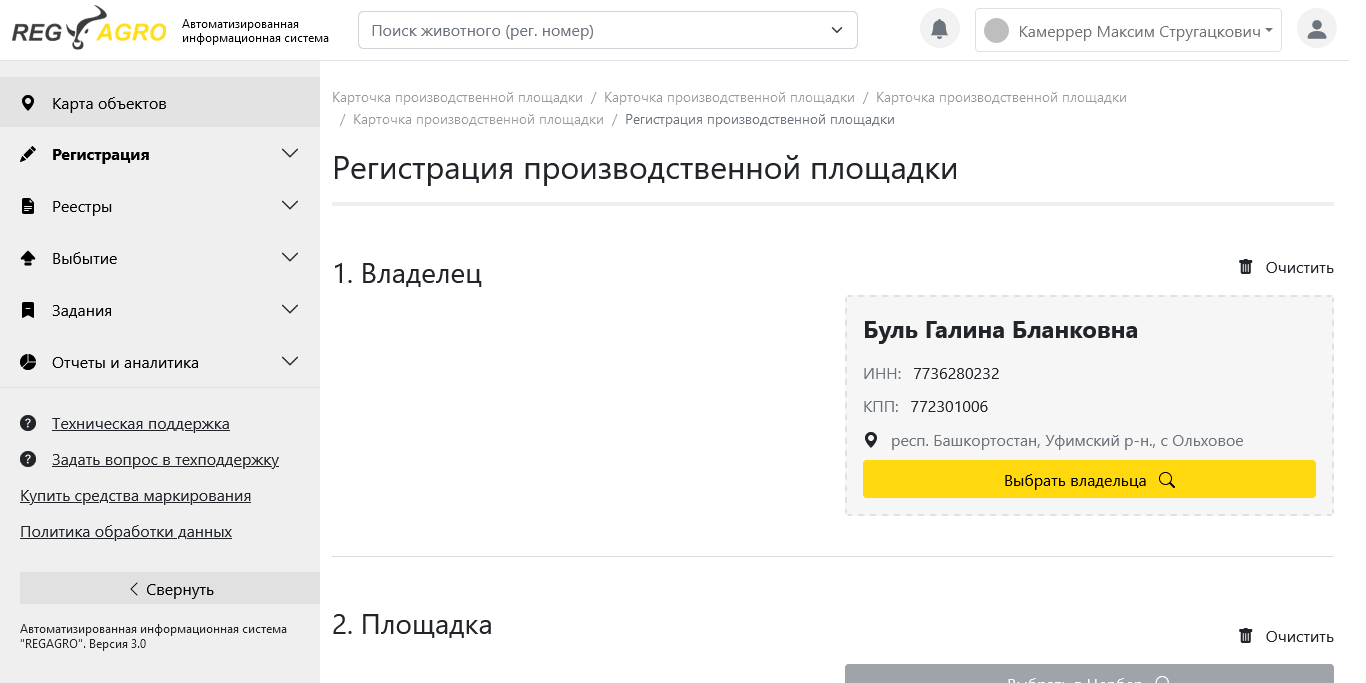 REG AGRO
Автоматизированная
информационная система
Поиск животного (рег. номер)
Камеррер Максим Стругацкович
Карта объектов
Регистрация
Реестры
Выбытие
Задания
Отчеты и аналитика
Техническая поддержка
Задать вопрос в техподдержку
Купить средства маркирования
Политика обработки данных
Свернуть
Автоматизированная информационная система
"REGAGRO". Версия 3.0
Карточка производственной площадки / Карточка производственной площадки / Карточка производственной площадки
/ Карточка производственной площадки / Регистрация производственной площадки
Регистрация производственной площадки
1. Владелец
Очистить
Буль Галина Бланковна
ИНН: 7736280232
КПП: 772301006
респ. Башкортостан, Уфимский р-н., с Ольховое
Выбрать владельца
2. Площадка
Очистить
Выбрать в Цербер